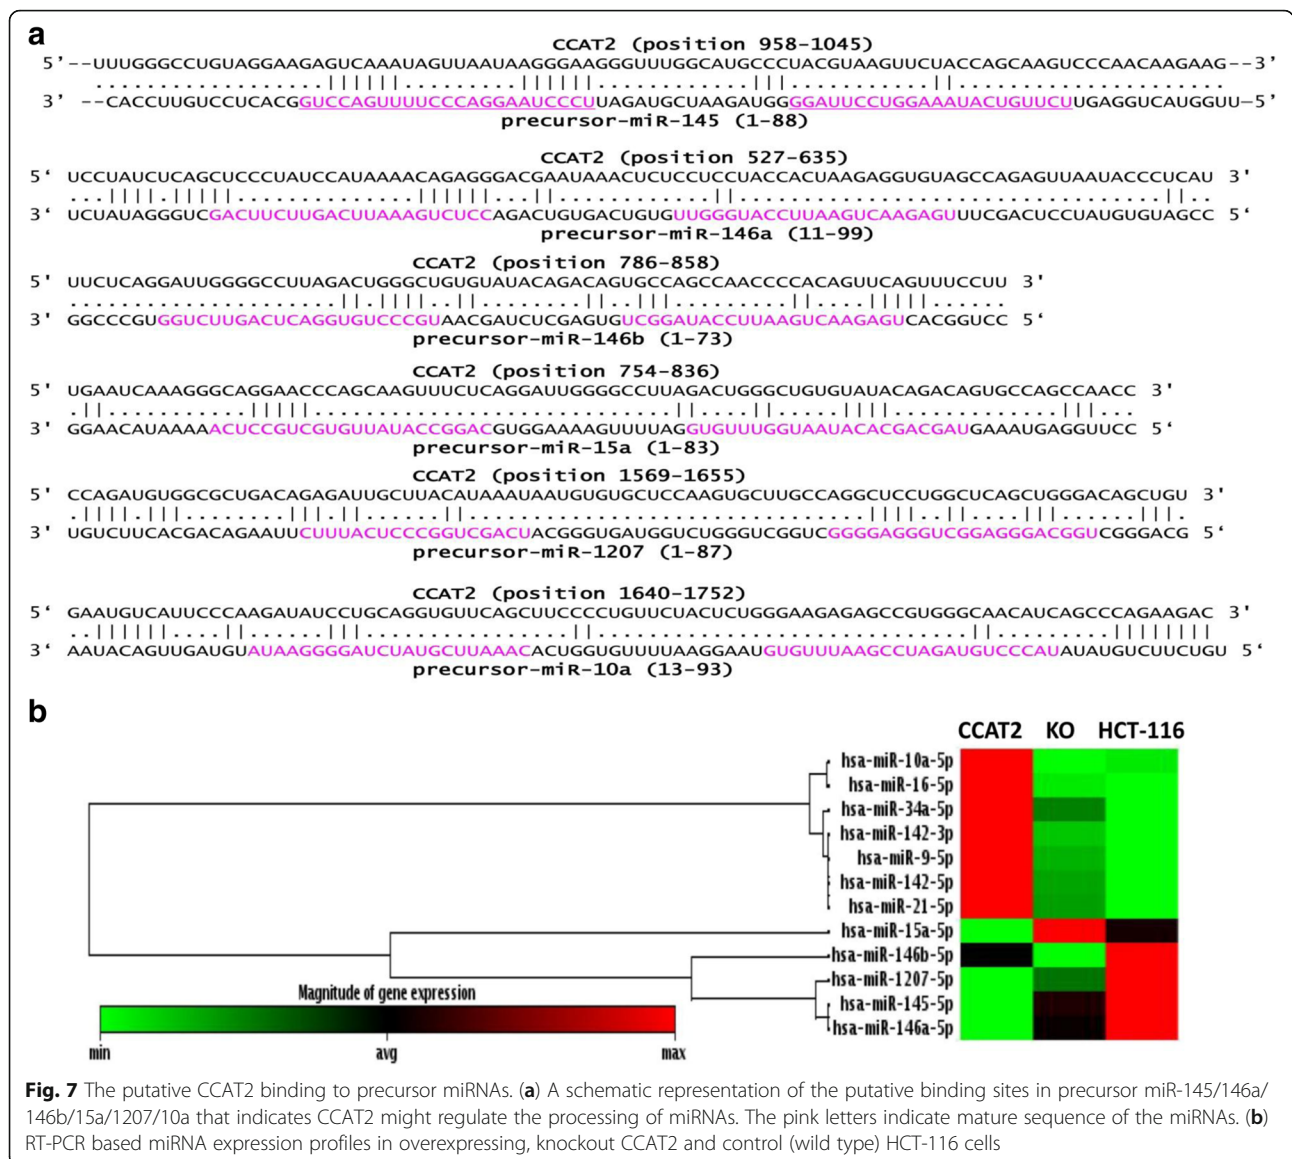 a
CCAT2 (position 958-1045)
5'--UUUGGGCCUGUAGGAAGAGUCAAAUAGUUAAUAAGGGAAGGGUUUGGCAUGCCCUACGUAAGUUCUACCAGCAAGUCCCAACAAGAAG--3'
3' --CACCUUGUCCUCACGGUCCAGUUUUCCCAGGAAUCCCUUAGAUGCUAAGAUGGGGAUUCCUGGAAAUACUGUUCUUGAGGUCAUGGUU-5'
precursor-miR-145 (1-88)
CCAT2 (position 527-635)
5' UCCUAUCUCAGCUCCCUAUCCAUAAAACAGAGGGACGAAUAAACUCUCCUCCUACCACUAAGAGGUGUAGCCAGAGUUAAUACCCUCAU 3'
3' UCUAUAGGGUCGACUUCUUGACUUAAAGUCUCCAGACUGUGACUGUGUUGGGUACCUUAAGUCAAGAGUUUCGACUCCUAUGUGUAGCC 5'
precursor-miR-146a (11-99)
CCAT2 (position 786-858)
5' UUCUCAGGAUUGGGGCCUUAGACUGGGCUGUGUAUACAGACAGUGCCAGCCAACCCCACAGUUCAGUUUCCUU 3'
3' GGCCCGUGGUCUUGACUCAGGUGUCCCGUAACGAUCUCGAGUGUCGGAUACCUUAAGUCAAGAGUCACGGUCC 5'
precursor-miR-146b (1-73)
CCAT2 (position 754-836)
5' UGAAUCAAAGGGCAGGAACCCAGCAAGUUUCUCAGGAUUGGGGCCUUAGACUGGGCUGUGUAUACAGACAGUGCCAGCCAACC 3'
3' GGAACAUAAAAACUCCGUCGUGUUAUACCGGACGUGGAAAAGUUUUAGGUGUUUGGUAAUACACGACGAUGAAAUGAGGUUCC 5'
precursor-miR-15a (1-83)
CCAT2 (position 1569-1655)
5' CCAGAUGUGGCGCUGACAGAGAUUGCUUACAUAAAUAAUGUGUGCUCCAAGUGCUUGCCAGGCUCCUGGCUCAGCUGGGACAGCUGU 3'
3' UGUCUUCACGACAGAAUUCUUUACUCCCGGUCGACUACGGGUGAUGGUCUGGGUCGGUCGGGGAGGGUCGGAGGGACGGUCGGGACG 5'
precursor-miR-1207 (1-87)
CCAT2 (position 1640-1752)
5' GAAUGUCAUUCCCAAGAUAUCCUGCAGGUGUUCAGCUUCCCCUGUUCUACUCUGGGAAGAGAGCCGUGGGCAACAUCAGCCCAGAAGAC 3'
3' AAUACAGUUGAUGUAUAAGGGGAUCUAUGCUUAAACACUGGUGUUUUAAGGAAUGUGUUUAAGCCUAGAUGUCCCAUAUAUGUCUUCUGU 5'
precursor-miR-10a (13-93)
b
CCAT2 KO HCT-116
hsa-miR-10a-5p
hsa-miR-16-5p
hsa-miR-34a-5p
hsa-miR-142-3p
hsa-miR-9-5p
hsa-miR-142-5p
hsa-miR-21-5p
hsa-miR-15a-5p
hsa-miR-146b-5p
hsa-miR-1207-5p
hsa-miR-145-5p
hsa-miR-146a-5p
Magnitude of gene expression
min avg max
Fig. 7 The putative CCAT2 binding to precursor miRNAs. (a) A schematic representation of the putative binding sites in precursor miR-145/146a/
146b/15a/1207/10a that indicates CCAT2 might regulate the processing of miRNAs. The pink letters indicate mature sequence of the miRNAs. (b)
RT-PCR based miRNA expression profiles in overexpressing, knockout CCAT2 and control (wild type) HCT-116 cells